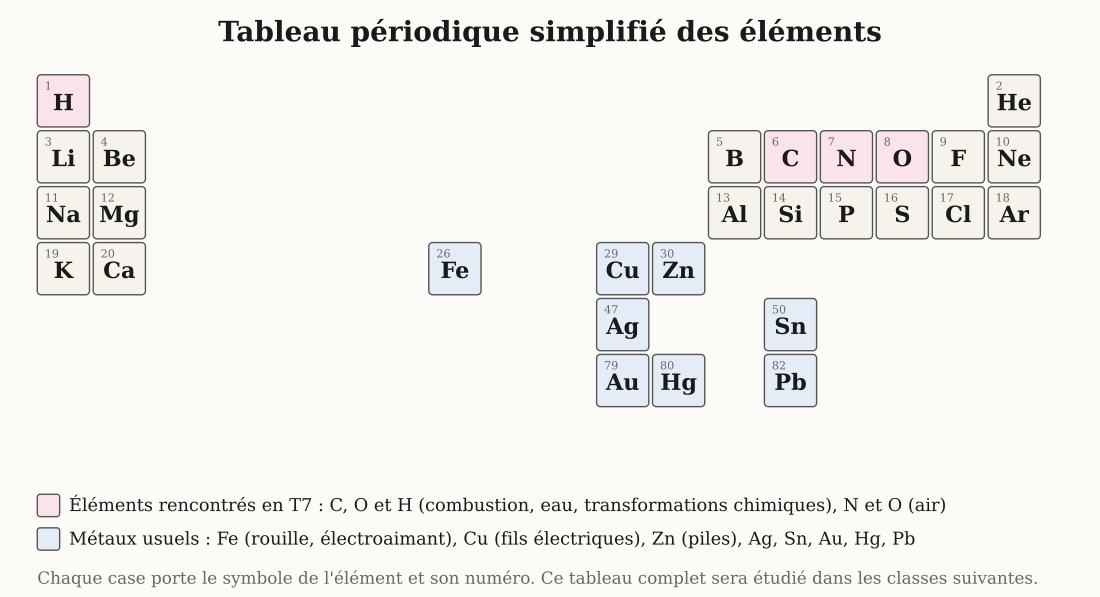 Tableau périodique simplifié des éléments
1 2
H He
3 4 5 6 7 8 9 10
Li Be B C N O F Ne
11 12 13 14 15 16 17 18
Na Mg Al Si P S Cl Ar
19 20 26 29 30
K Ca Fe Cu Zn
47 50
Ag Sn
79 80 82
Au Hg Pb
Éléments rencontrés en T7 : C, O et H (combustion, eau, transformations chimiques), N et O (air)
Métaux usuels : Fe (rouille, électroaimant), Cu (fils électriques), Zn (piles), Ag, Sn, Au, Hg, Pb
Chaque case porte le symbole de l'élément et son numéro. Ce tableau complet sera étudié dans les classes suivantes.